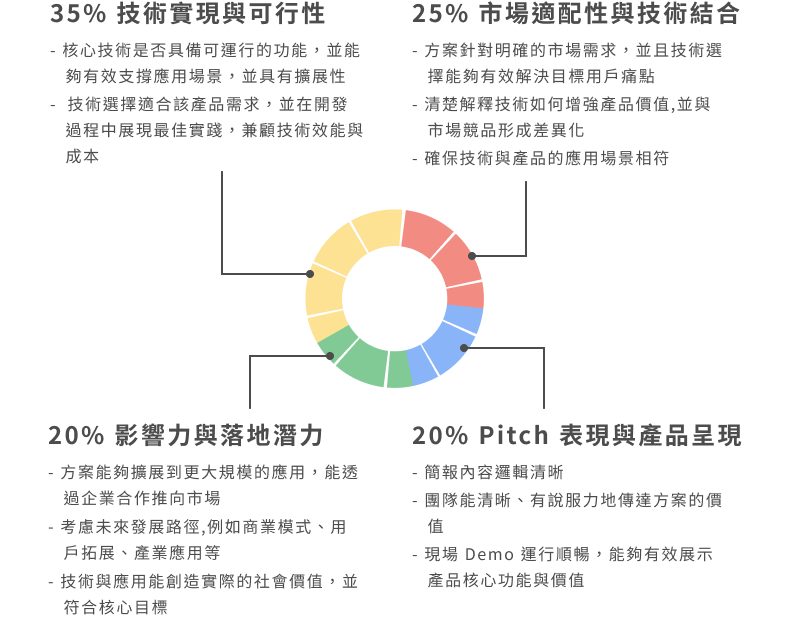 35% 技術實現與可行性
- 核心技術是否具備可運行的功能，並能
夠有效支撐應用場景，並具有擴展性
- 技術選擇適合該產品需求，並在開發
過程中展現最佳實踐，兼顧技術效能與
成本
25% 市場適配性與技術結合
- 方案針對明確的市場需求，並且技術選
擇能夠有效解決目標用戶痛點
- 清楚解釋技術如何增強產品價值,並與
市場競品形成差異化
- 確保技術與產品的應用場景相符
20% 影響力與落地潛力
- 方案能夠擴展到更大規模的應用，能透
過企業合作推向市場
- 考慮未來發展路徑,例如商業模式、用
戶拓展、產業應用等
- 技術與應用能創造實際的社會價值，並
符合核心目標
20% Pitch 表現與產品呈現
- 簡報內容邏輯清晰
- 團隊能清晰、有說服力地傳達方案的價
值
- 現場 Demo 運行順暢，能夠有效展示
產品核心功能與價值